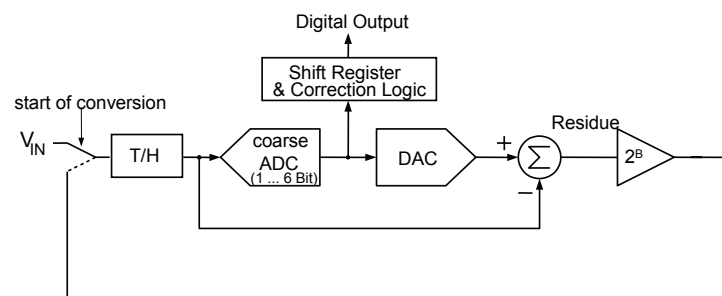 Digital Output
Shift Register
& Correction Logic
start of conversion
V_IN
T/H
coarse
ADC
(1 ... 6 Bit)
DAC
+
Σ
−
Residue
2^B